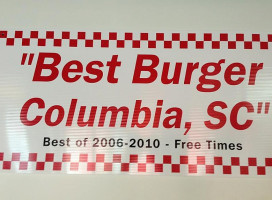 "Best Burger
Columbia, SC"
Best of 2006-2010 - Free Times